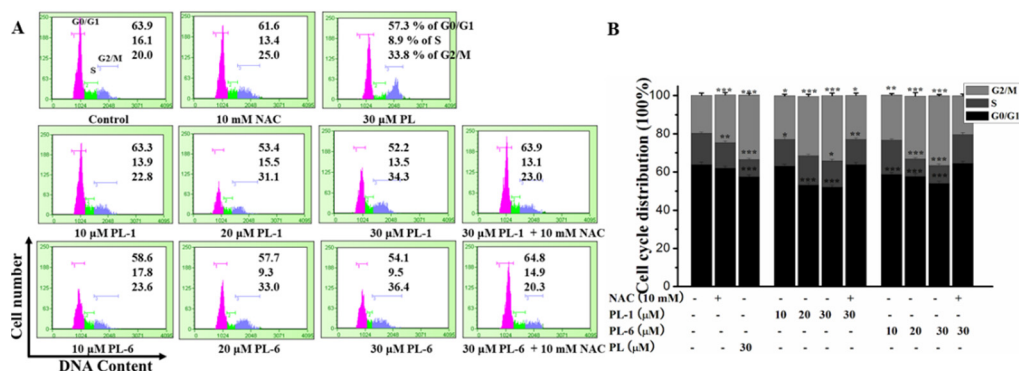 A
G0/G1
S
G2/M
63.9
16.1
20.0
Control
61.6
13.4
25.0
10 mM NAC
57.3 % of G0/G1
8.9 % of S
33.8 % of G2/M
30 µM PL
63.3
13.9
22.8
10 µM PL-1
53.4
15.5
31.1
20 µM PL-1
52.2
13.5
34.3
30 µM PL-1
63.9
13.1
23.0
30 µM PL-1 + 10 mM NAC
58.6
17.8
23.6
10 µM PL-6
57.7
9.3
33.0
20 µM PL-6
54.1
9.5
36.4
30 µM PL-6
64.8
14.9
20.3
30 µM PL-6 + 10 mM NAC
Cell number
DNA Content
B
G2/M
S
G0/G1
Cell cycle distribution (100%)
100
80
60
40
20
0
NAC (10 mM) - + - - - - + - - - +
PL-1 (µM) - - - 10 20 30 30 - - - -
PL-6 (µM) - - - - - - - 10 20 30 30
PL (µM) - - 30 - - - - - - - -